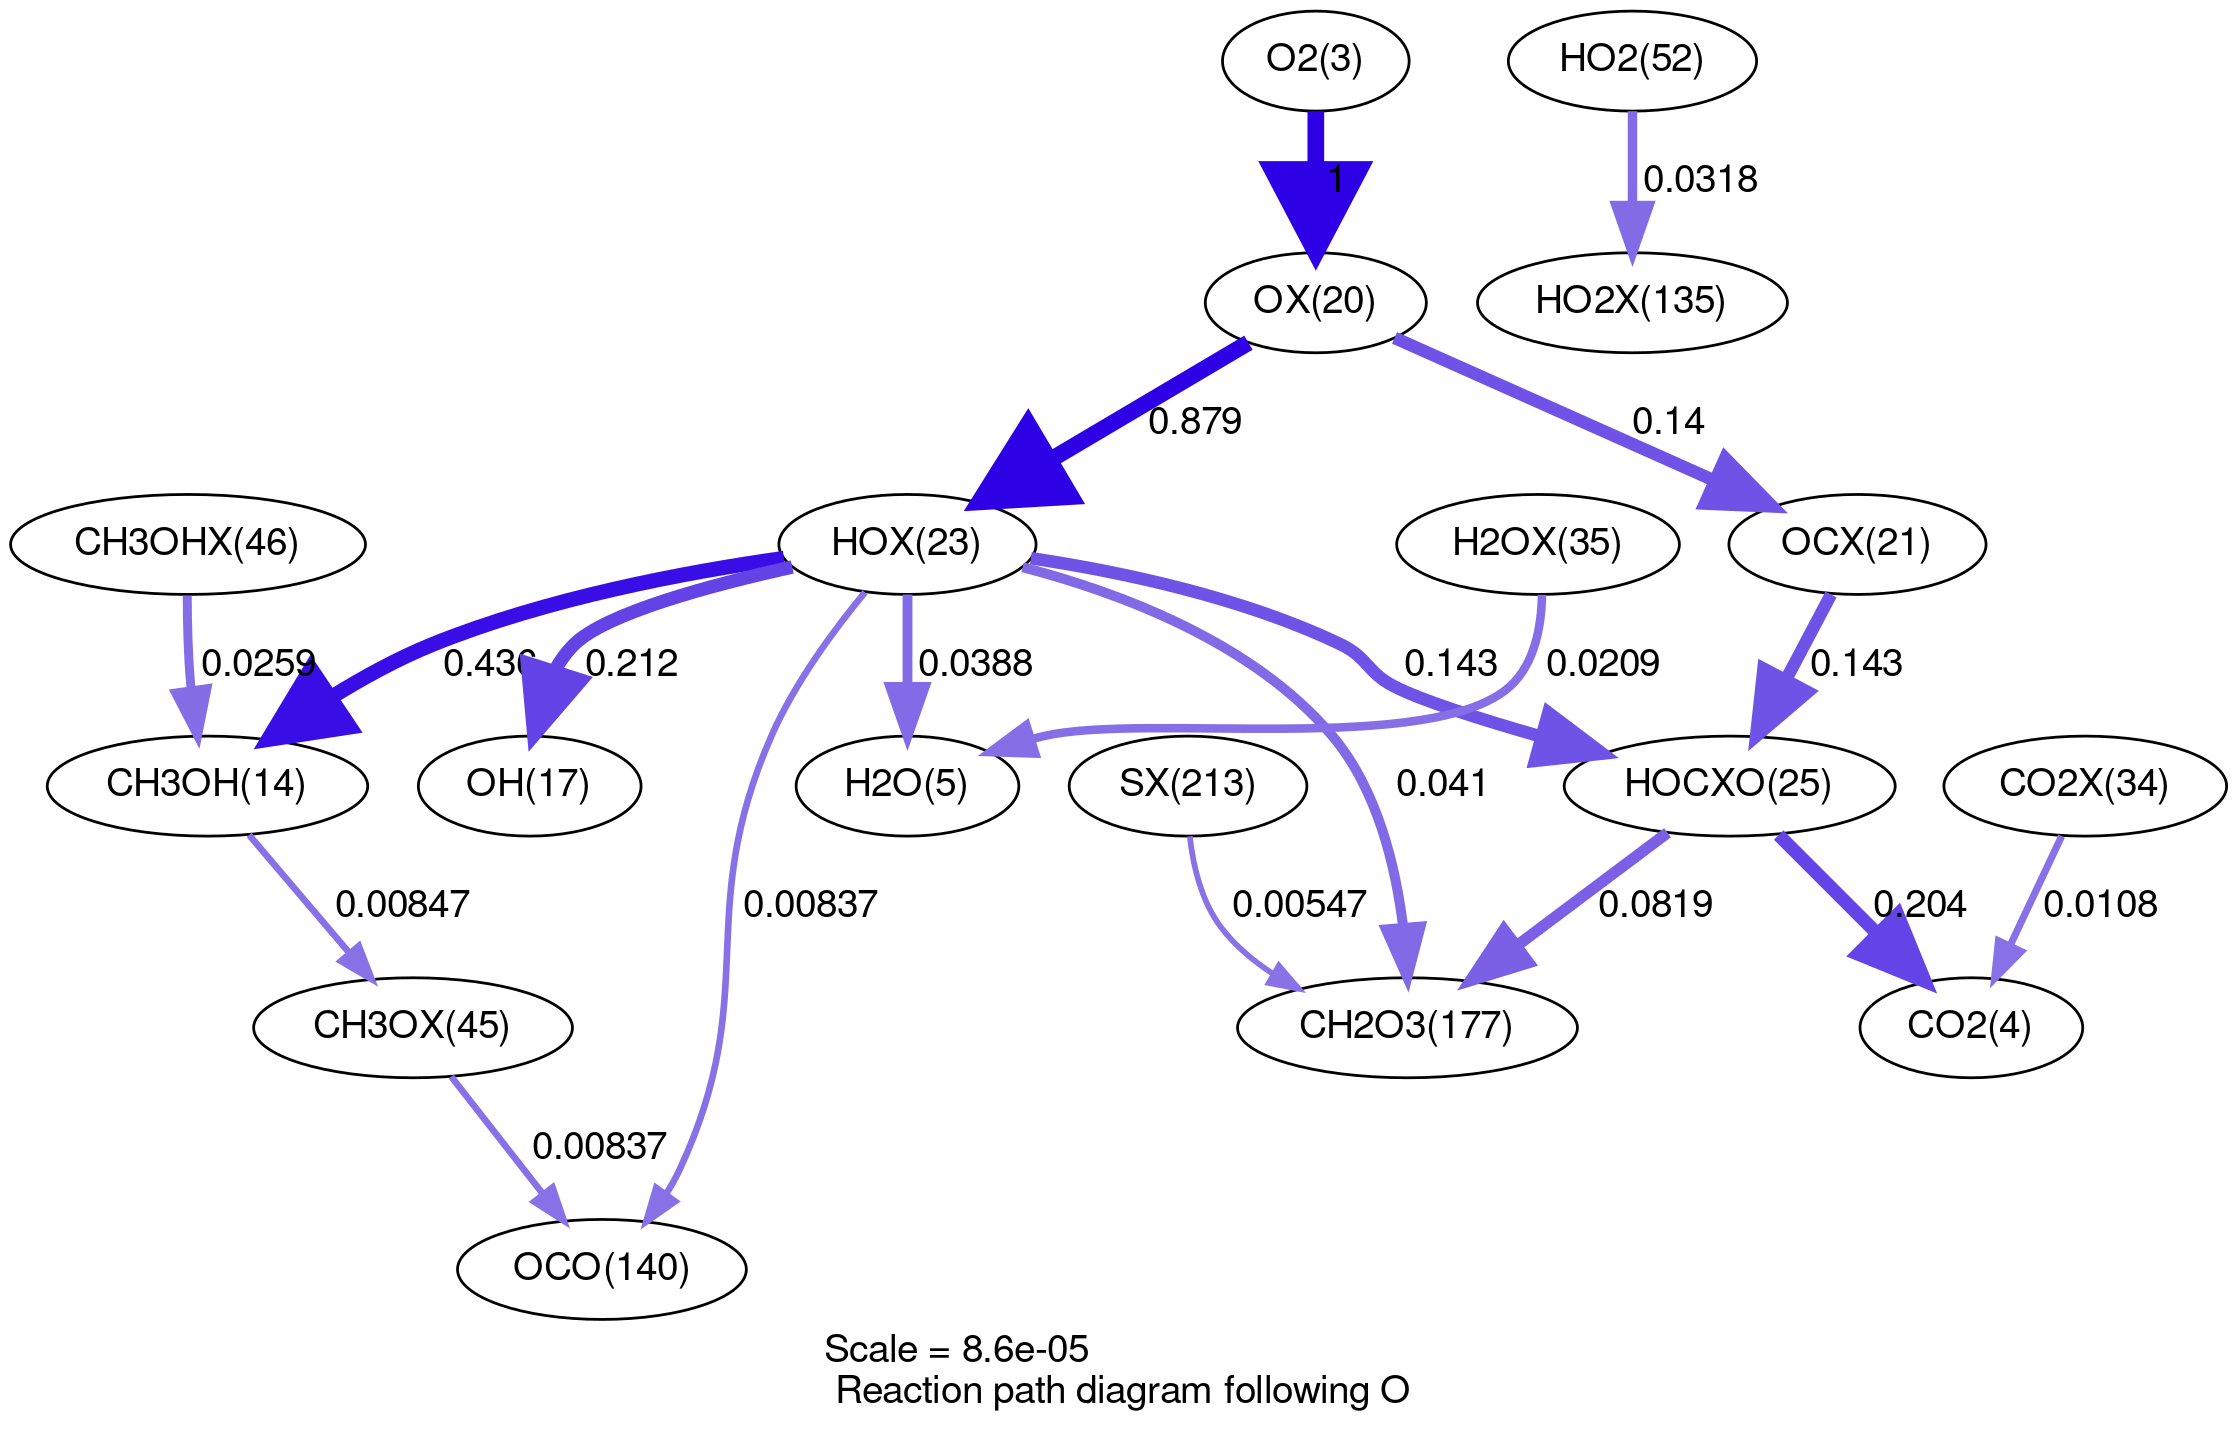 O2(3)
HO2(52)
1
0.0318
OX(20)
HO2X(135)
0.879
0.14
CH3OHX(46)
HOX(23)
H2OX(35)
OCX(21)
0.0259
0.212
0.0388
0.143
0.0209
0.143
CH3OH(14)
OH(17)
H2O(5)
SX(213)
0.041
HOCXO(25)
CO2X(34)
0.00847
0.00837
0.00547
0.0819
0.204
0.0108
CH3OX(45)
CH2O3(177)
CO2(4)
0.00837
OCO(140)
Scale = 8.6e-05
Reaction path diagram following O